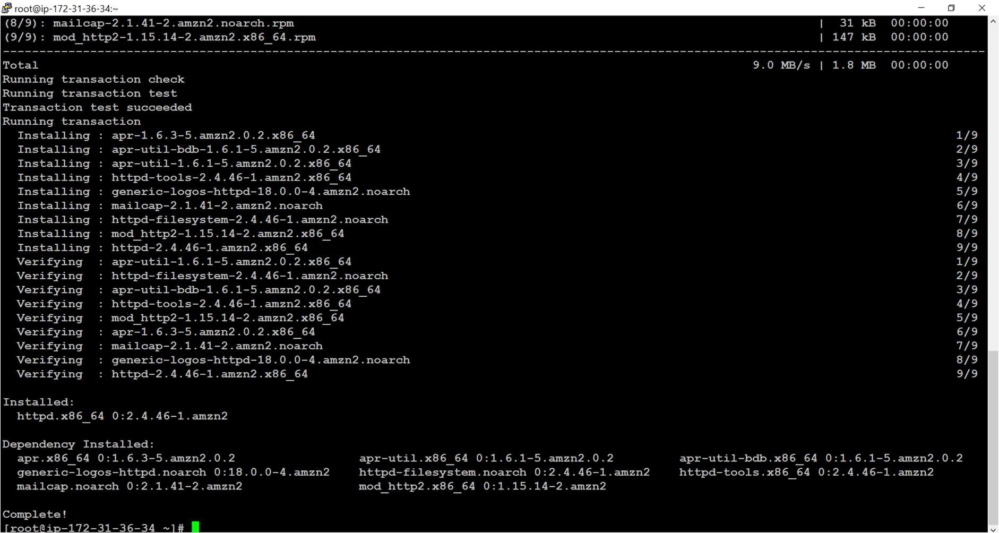 root@ip-172-31-36-34:~
(8/9): mailcap-2.1.41-2.amzn2.noarch.rpm | 31 kB 00:00:00
(9/9): mod_http2-1.15.14-2.amzn2.x86_64.rpm | 147 kB 00:00:00
--------------------------------------------------------------------------------
Total 9.0 MB/s | 1.8 MB 00:00:00
Running transaction check
Running transaction test
Transaction test succeeded
Running transaction
Installing : apr-1.6.3-5.amzn2.0.2.x86_64 1/9
Installing : apr-util-bdb-1.6.1-5.amzn2.0.2.x86_64 2/9
Installing : apr-util-1.6.1-5.amzn2.0.2.x86_64 3/9
Installing : httpd-tools-2.4.46-1.amzn2.x86_64 4/9
Installing : generic-logos-httpd-18.0.0-4.amzn2.noarch 5/9
Installing : mailcap-2.1.41-2.amzn2.noarch 6/9
Installing : httpd-filesystem-2.4.46-1.amzn2.noarch 7/9
Installing : mod_http2-1.15.14-2.amzn2.x86_64 8/9
Installing : httpd-2.4.46-1.amzn2.x86_64 9/9
Verifying : apr-util-1.6.1-5.amzn2.0.2.x86_64 1/9
Verifying : httpd-filesystem-2.4.46-1.amzn2.noarch 2/9
Verifying : apr-util-bdb-1.6.1-5.amzn2.0.2.x86_64 3/9
Verifying : httpd-tools-2.4.46-1.amzn2.x86_64 4/9
Verifying : mod_http2-1.15.14-2.amzn2.x86_64 5/9
Verifying : apr-1.6.3-5.amzn2.0.2.x86_64 6/9
Verifying : mailcap-2.1.41-2.amzn2.noarch 7/9
Verifying : generic-logos-httpd-18.0.0-4.amzn2.noarch 8/9
Verifying : httpd-2.4.46-1.amzn2.x86_64 9/9
Installed:
httpd.x86_64 0:2.4.46-1.amzn2
Dependency Installed:
apr.x86_64 0:1.6.3-5.amzn2.0.2 apr-util.x86_64 0:1.6.1-5.amzn2.0.2 apr-util-bdb.x86_64 0:1.6.1-5.amzn2.0.2
generic-logos-httpd.noarch 0:18.0.0-4.amzn2 httpd-filesystem.noarch 0:2.4.46-1.amzn2 httpd-tools.x86_64 0:2.4.46-1.amzn2
mailcap.noarch 0:2.1.41-2.amzn2 mod_http2.x86_64 0:1.15.14-2.amzn2
Complete!
[root@ip-172-31-36-34 ~]#